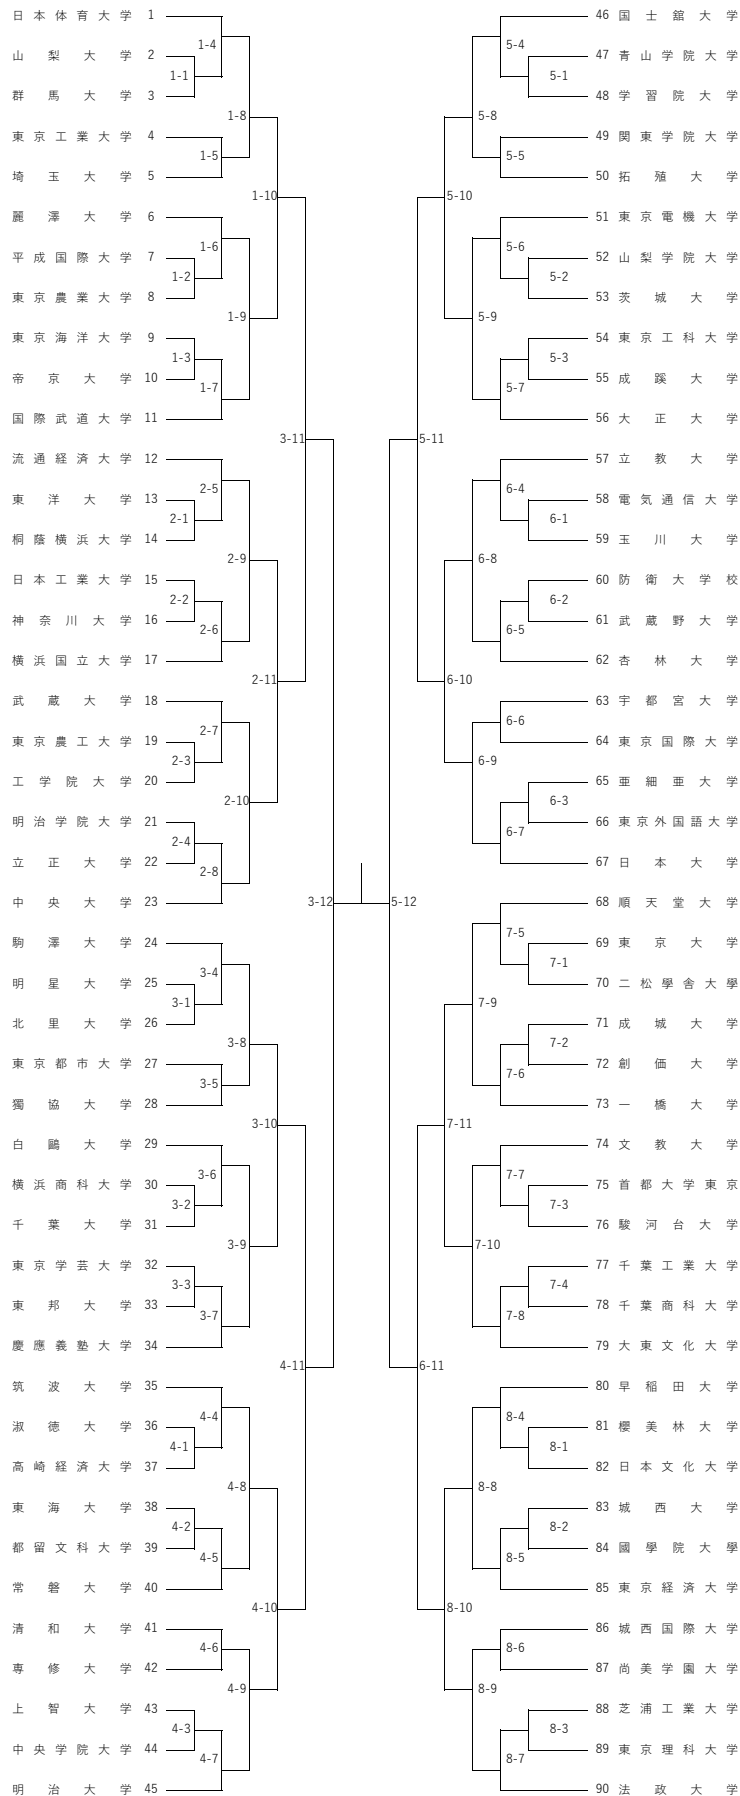 日本体育大学 1
山梨大学 2
群馬大学 3
東京工業大学 4
埼玉大学 5
麗澤大学 6
平成国際大学 7
東京農業大学 8
東京海洋大学 9
帝京大学 10
国際武道大学 11
流通経済大学 12
東洋大学 13
桐蔭横浜大学 14
日本工業大学 15
神奈川大学 16
横浜国立大学 17
武蔵大学 18
東京農工大学 19
工学院大学 20
明治学院大学 21
立正大学 22
中央大学 23
駒澤大学 24
明星大学 25
北里大学 26
東京都市大学 27
獨協大学 28
白鷗大学 29
横浜商科大学 30
千葉大学 31
東京学芸大学 32
東邦大学 33
慶應義塾大学 34
筑波大学 35
淑徳大学 36
高崎経済大学 37
東海大学 38
都留文科大学 39
常磐大学 40
清和大学 41
専修大学 42
上智大学 43
中央学院大学 44
明治大学 45
1-1
1-2
1-3
2-1
2-2
2-3
2-4
3-1
3-2
3-3
4-1
4-2
4-3
1-4
1-5
1-6
1-7
2-5
2-6
2-7
2-8
3-4
3-5
3-6
3-7
4-4
4-5
4-6
4-7
1-8
1-9
2-9
2-10
3-8
3-9
4-8
4-9
1-10
2-11
3-10
4-10
3-11
4-11
3-12
5-12
5-11
6-11
5-10
6-10
7-11
8-10
5-8
5-9
6-8
6-9
7-9
7-10
8-8
8-9
5-4
5-5
5-6
5-7
6-4
6-5
6-6
6-7
7-5
7-6
7-7
7-8
8-4
8-5
8-6
8-7
5-1
5-2
5-3
6-1
6-2
6-3
7-1
7-2
7-3
7-4
8-1
8-2
8-3
46 国士舘大学
47 青山学院大学
48 学習院大学
49 関東学院大学
50 拓殖大学
51 東京電機大学
52 山梨学院大学
53 茨城大学
54 東京工科大学
55 成蹊大学
56 大正大学
57 立教大学
58 電気通信大学
59 玉川大学
60 防衛大学校
61 武蔵野大学
62 杏林大学
63 宇都宮大学
64 東京国際大学
65 亜細亜大学
66 東京外国語大学
67 日本大学
68 順天堂大学
69 東京大学
70 二松學舎大學
71 成城大学
72 創価大学
73 一橋大学
74 文教大学
75 首都大学東京
76 駿河台大学
77 千葉工業大学
78 千葉商科大学
79 大東文化大学
80 早稲田大学
81 櫻美林大学
82 日本文化大学
83 城西大学
84 國學院大學
85 東京経済大学
86 城西国際大学
87 尚美学園大学
88 芝浦工業大学
89 東京理科大学
90 法政大学